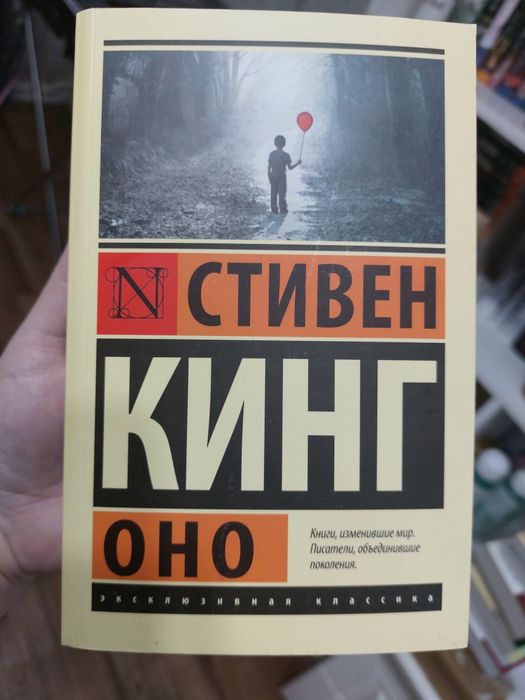 N
СТИВЕН
КИНГ
ОНО
Книги, изменившие мир.
Писатели, объединившие
поколения.
эксклюзивная классика